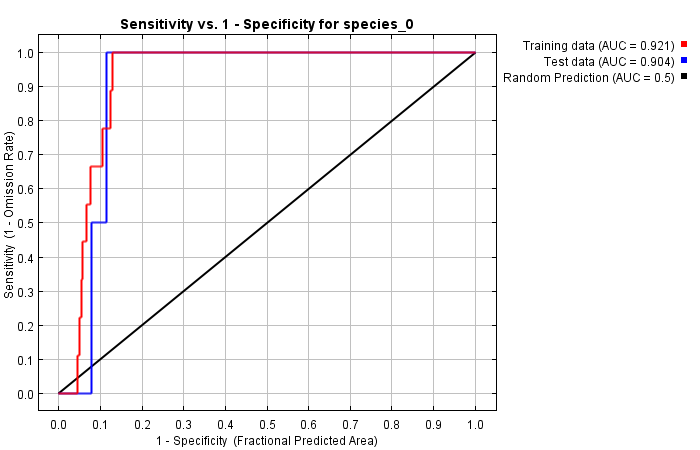 Sensitivity vs. 1 - Specificity for species_0
Training data (AUC = 0.921)
Test data (AUC = 0.904)
Random Prediction (AUC = 0.5)
Sensitivity (1 - Omission Rate)
1.0
0.9
0.8
0.7
0.6
0.5
0.4
0.3
0.2
0.1
0.0
0.0 0.1 0.2 0.3 0.4 0.5 0.6 0.7 0.8 0.9 1.0
1 - Specificity (Fractional Predicted Area)